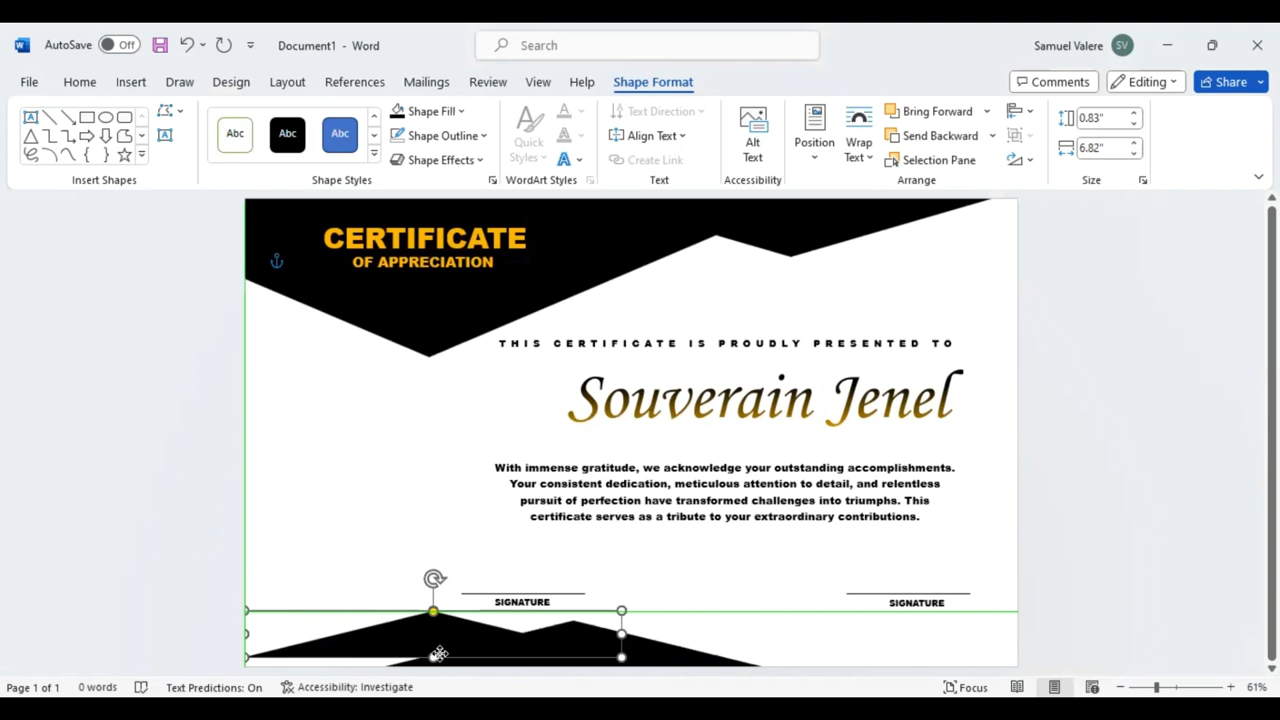 AutoSave Off Document1 - Word Search Samuel Valere SV
File Home Insert Draw Design Layout References Mailings Review View Help Shape Format Comments Editing Share
Abc Abc Abc
Shape Fill
Shape Outline
Shape Effects
Quick Styles
Text Direction
Align Text
Create Link
Alt Text
Position
Wrap Text
Bring Forward
Send Backward
Selection Pane
0.83"
6.82"
Insert Shapes Shape Styles WordArt Styles Text Accessibility Arrange Size
CERTIFICATE
OF APPRECIATION
THIS CERTIFICATE IS PROUDLY PRESENTED TO
Souverain Jenel
With immense gratitude, we acknowledge your outstanding accomplishments.
Your consistent dedication, meticulous attention to detail, and relentless
pursuit of perfection have transformed challenges into triumphs. This
certificate serves as a tribute to your extraordinary contributions.
SIGNATURE SIGNATURE
Page 1 of 1 0 words Text Predictions: On Accessibility: Investigate Focus 61%